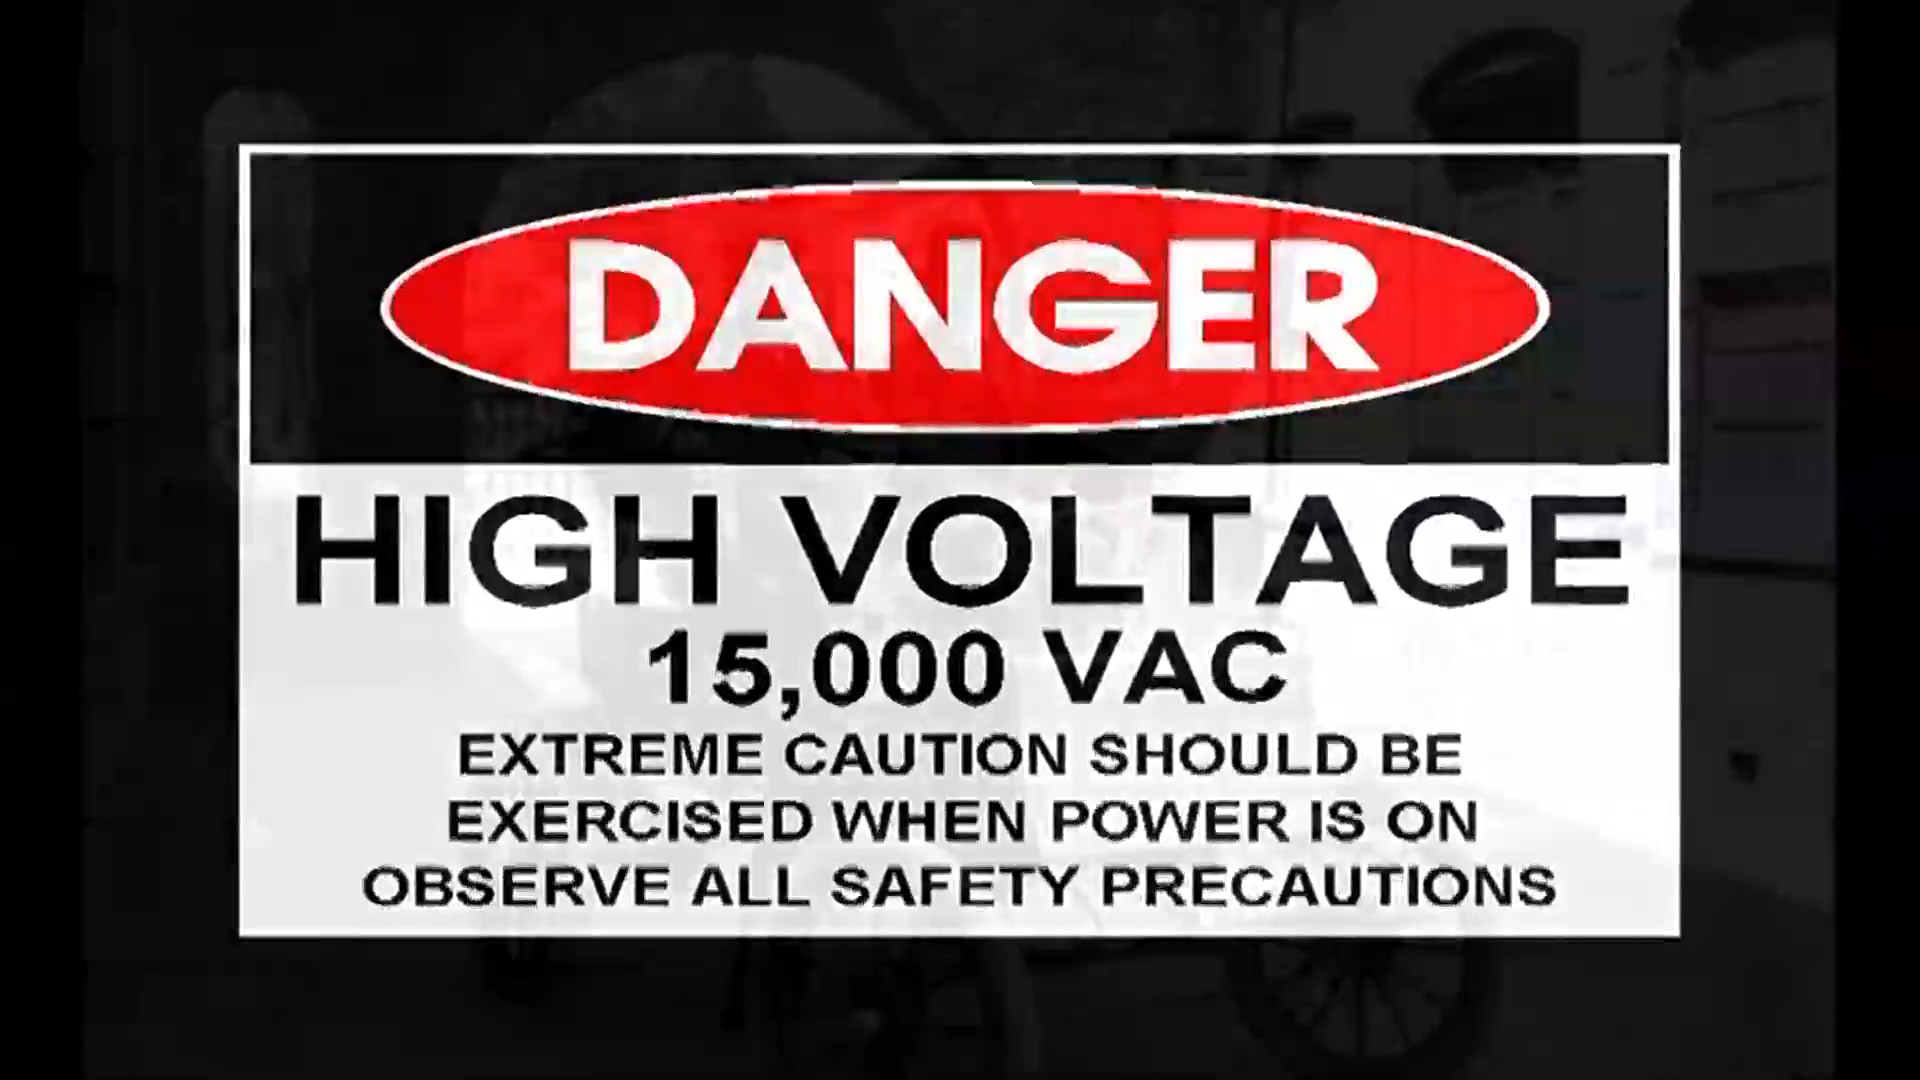 DANGER
HIGH VOLTAGE
15,000 VAC
EXTREME CAUTION SHOULD BE
EXERCISED WHEN POWER IS ON
OBSERVE ALL SAFETY PRECAUTIONS